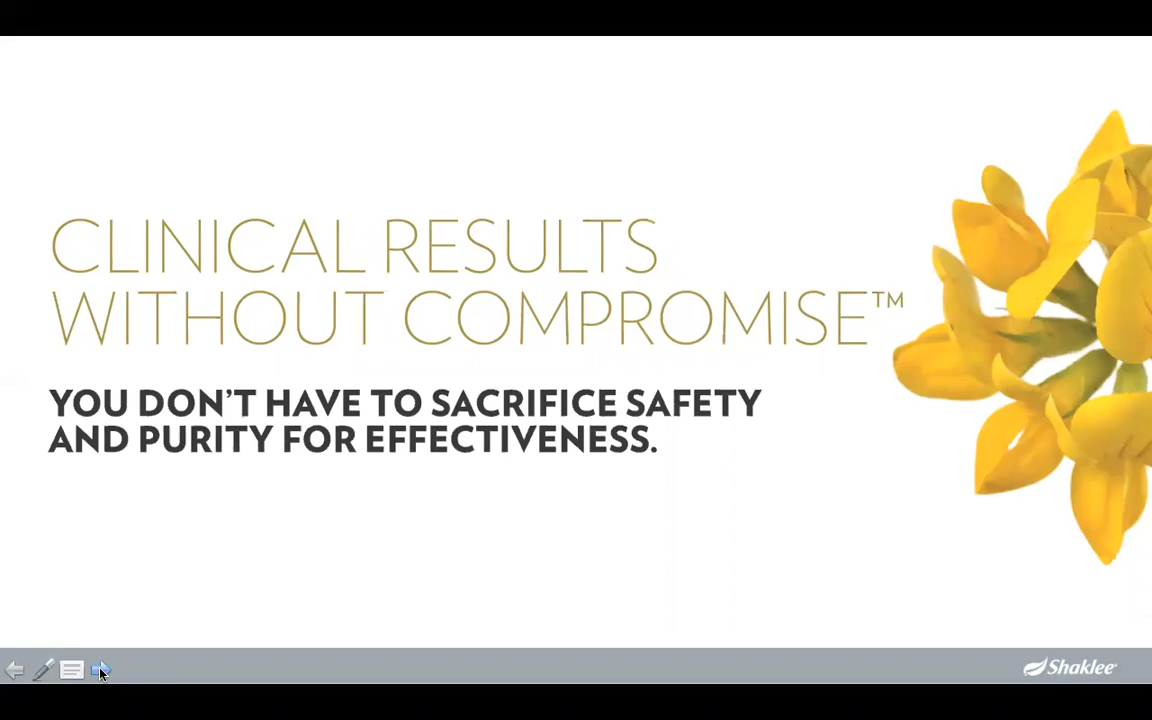 CLINICAL RESULTS
WITHOUT COMPROMISE™
YOU DON'T HAVE TO SACRIFICE SAFETY
AND PURITY FOR EFFECTIVENESS.
Shaklee